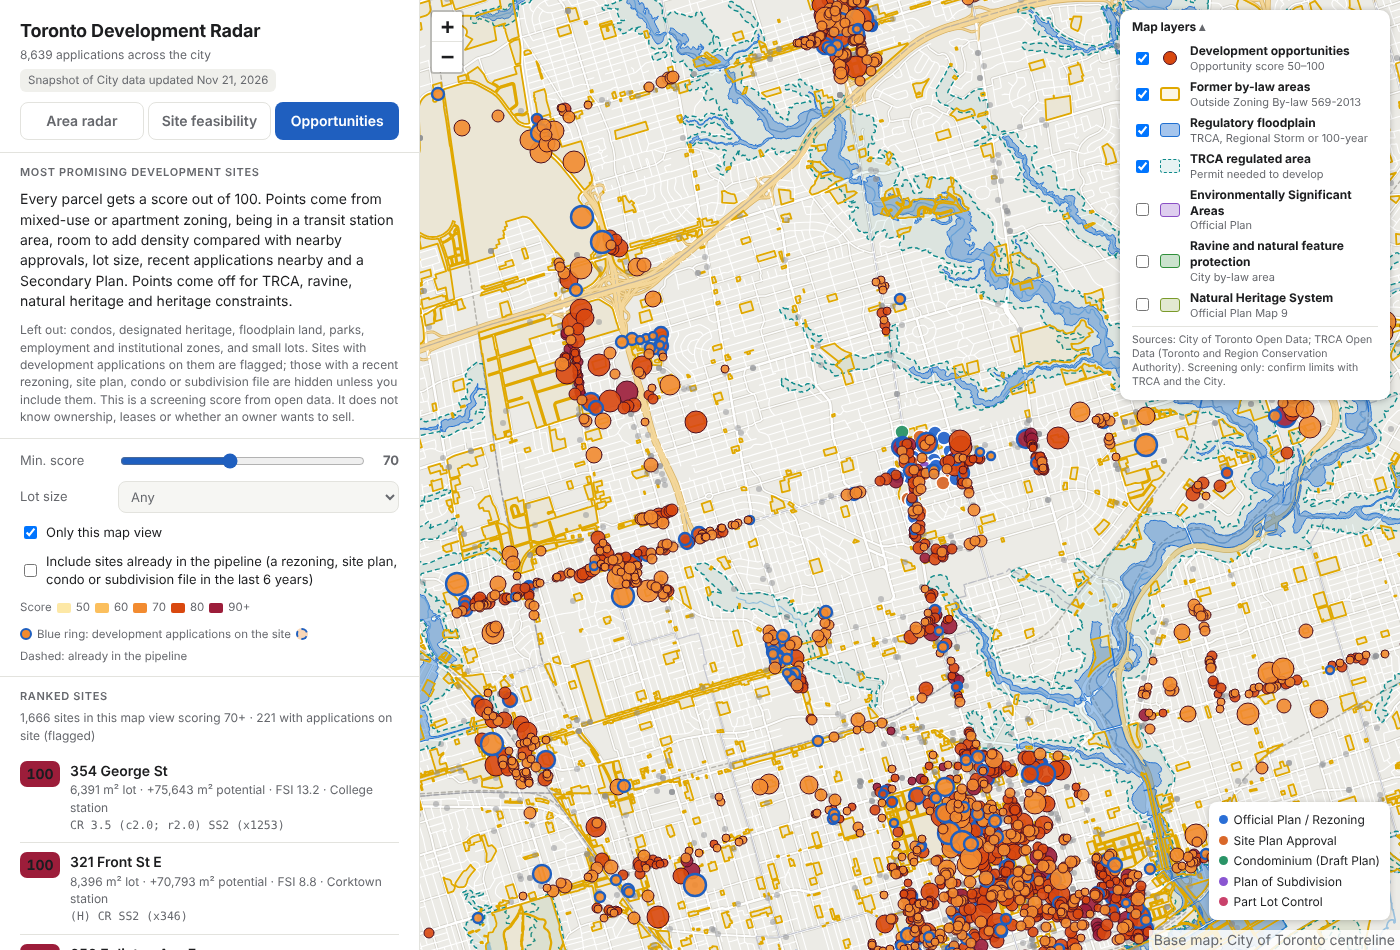 Toronto Development Radar
8,639 applications across the city
Snapshot of City data updated Nov 21, 2026
Area radar
Site feasibility
Opportunities
MOST PROMISING DEVELOPMENT SITES
Every parcel gets a score out of 100. Points come from
mixed-use or apartment zoning, being in a transit station
area, room to add density compared with nearby
approvals, lot size, recent applications nearby and a
Secondary Plan. Points come off for TRCA, ravine,
natural heritage and heritage constraints.
Left out: condos, designated heritage, floodplain land, parks,
employment and institutional zones, and small lots. Sites with
development applications on them are flagged; those with a recent
rezoning, site plan, condo or subdivision file are hidden unless you
include them. This is a screening score from open data. It does not
know ownership, leases or whether an owner wants to sell.
Min. score
70
Lot size
Any
Only this map view
Include sites already in the pipeline (a rezoning, site plan,
condo or subdivision file in the last 6 years)
Score 50 60 70 80 90+
Blue ring: development applications on the site
Dashed: already in the pipeline
RANKED SITES
1,666 sites in this map view scoring 70+ · 221 with applications on
site (flagged)
100
354 George St
6,391 m² lot · +75,643 m² potential · FSI 13.2 · College
station
CR 3.5 (c2.0; r2.0) SS2 (x1253)
100
321 Front St E
8,396 m² lot · +70,793 m² potential · FSI 8.8 · Corktown
station
(H) CR SS2 (x346)
+
−
Map layers ▴
Development opportunities
Opportunity score 50–100
Former by-law areas
Outside Zoning By-law 569-2013
Regulatory floodplain
TRCA, Regional Storm or 100-year
TRCA regulated area
Permit needed to develop
Environmentally Significant
Areas
Official Plan
Ravine and natural feature
protection
City by-law area
Natural Heritage System
Official Plan Map 9
Sources: City of Toronto Open Data; TRCA Open
Data (Toronto and Region Conservation
Authority). Screening only: confirm limits with
TRCA and the City.
Official Plan / Rezoning
Site Plan Approval
Condominium (Draft Plan)
Plan of Subdivision
Part Lot Control
Base map: City of Toronto centreline